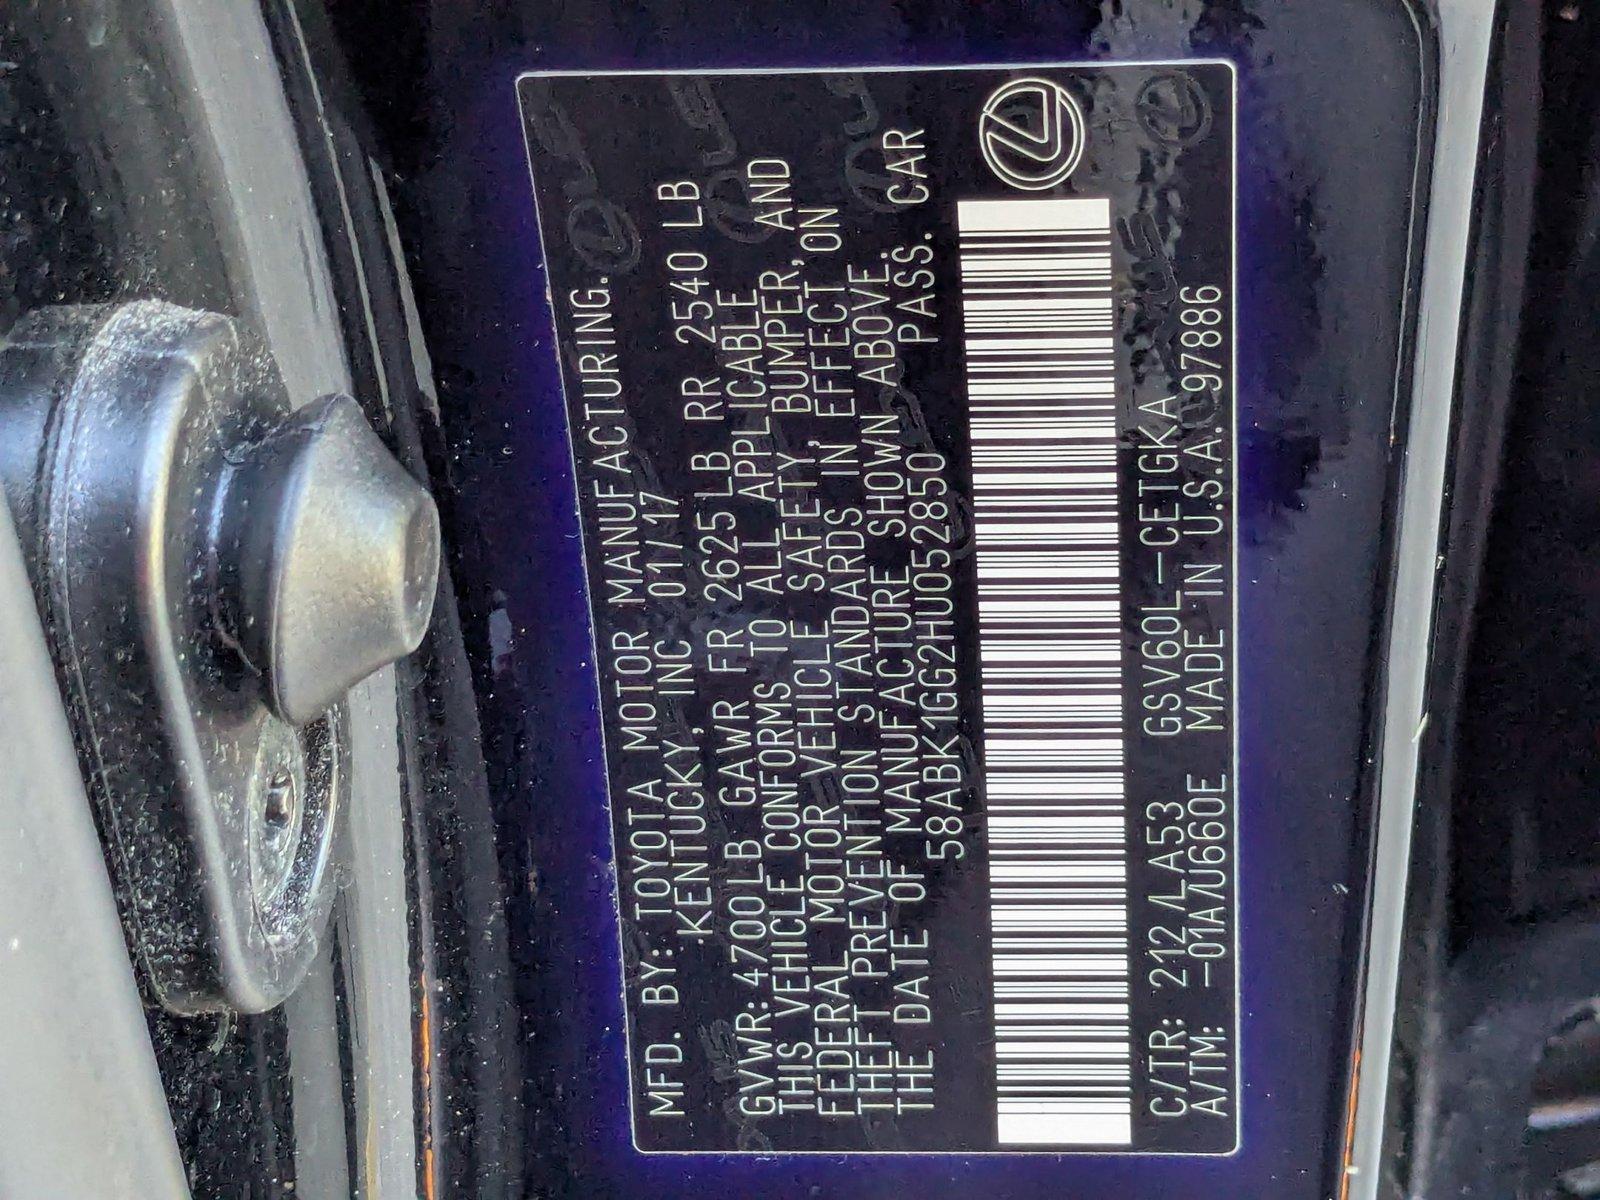 MFD. BY: TOYOTA MOTOR MANUFACTURING.
KENTUCKY, INC 01/17
GVWR: 4700LB GAWR FR 2625LB RR 2540 LB
THIS VEHICLE CONFORMS TO ALL APPLICABLE
FEDERAL MOTOR VEHICLE SAFETY, BUMPER, AND
THEFT PREVENTION STANDARDS IN EFFECT ON
THE DATE OF MANUFACTURE SHOWN ABOVE.
58ABK1GG2HU052850 PASS. CAR
C/TR: 212/LA53 GSV60L-CETGKA
A/TM: -01A/U660E MADE IN U.S.A.97886